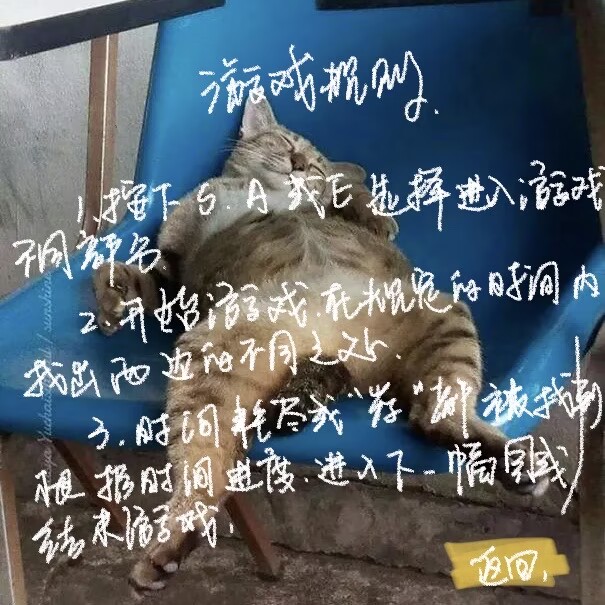 游戏规则
1.按下S.A或E选择进入游戏
不同部分.
2.开始游戏.在规定的时间内
找出两边的不同之处.
3.时间耗尽或“差”都被找到
根据时间进度.进入下一幅图或
结束游戏.
返回.